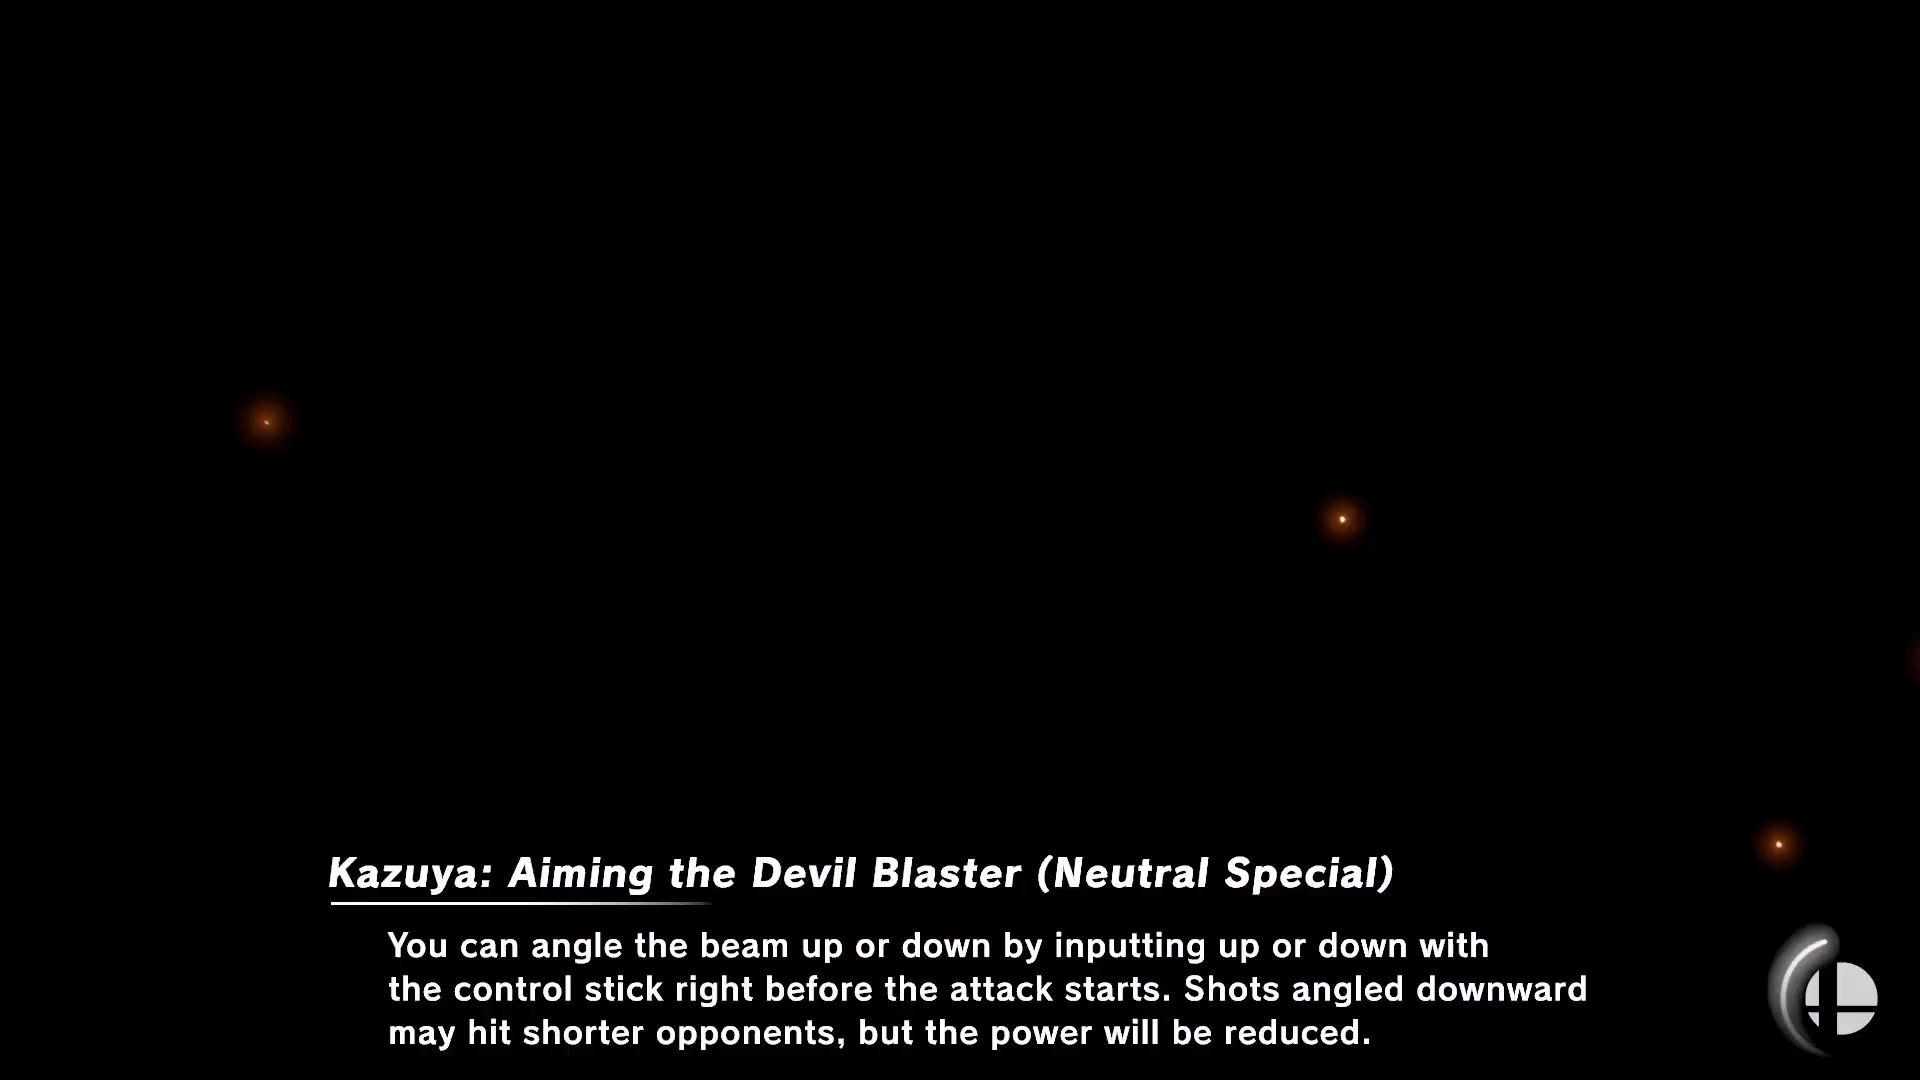 Kazuya: Aiming the Devil Blaster (Neutral Special)
You can angle the beam up or down by inputting up or down with
the control stick right before the attack starts. Shots angled downward
may hit shorter opponents, but the power will be reduced.